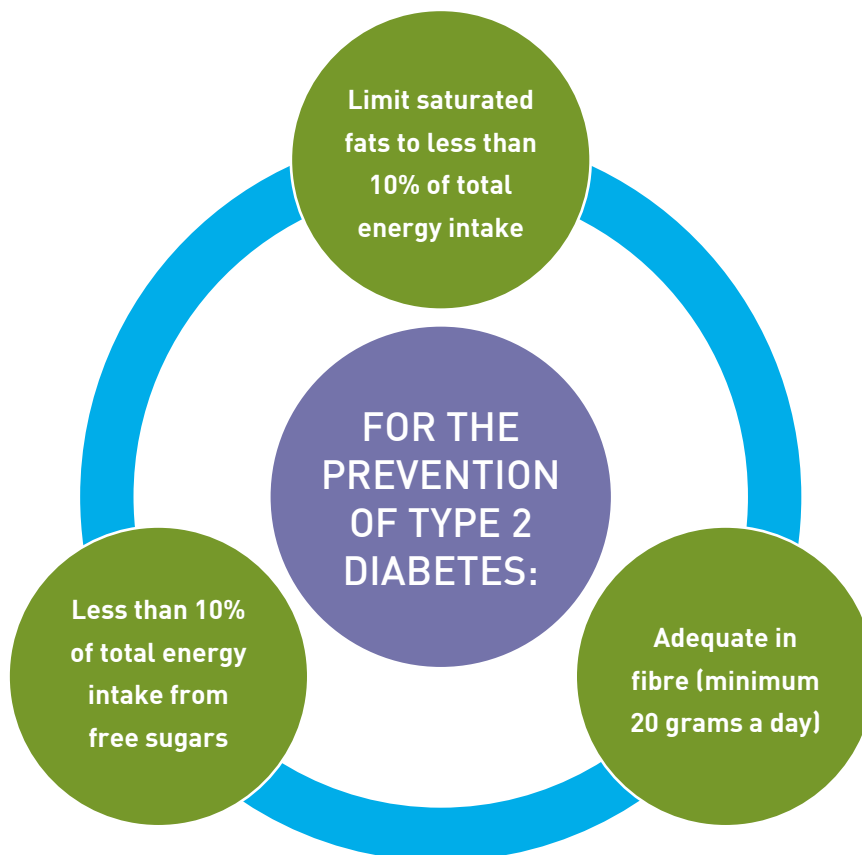 Limit saturated
fats to less than
10% of total
energy intake
FOR THE
PREVENTION
OF TYPE 2
DIABETES:
Less than 10%
of total energy
intake from
free sugars
Adequate in
fibre (minimum
20 grams a day)